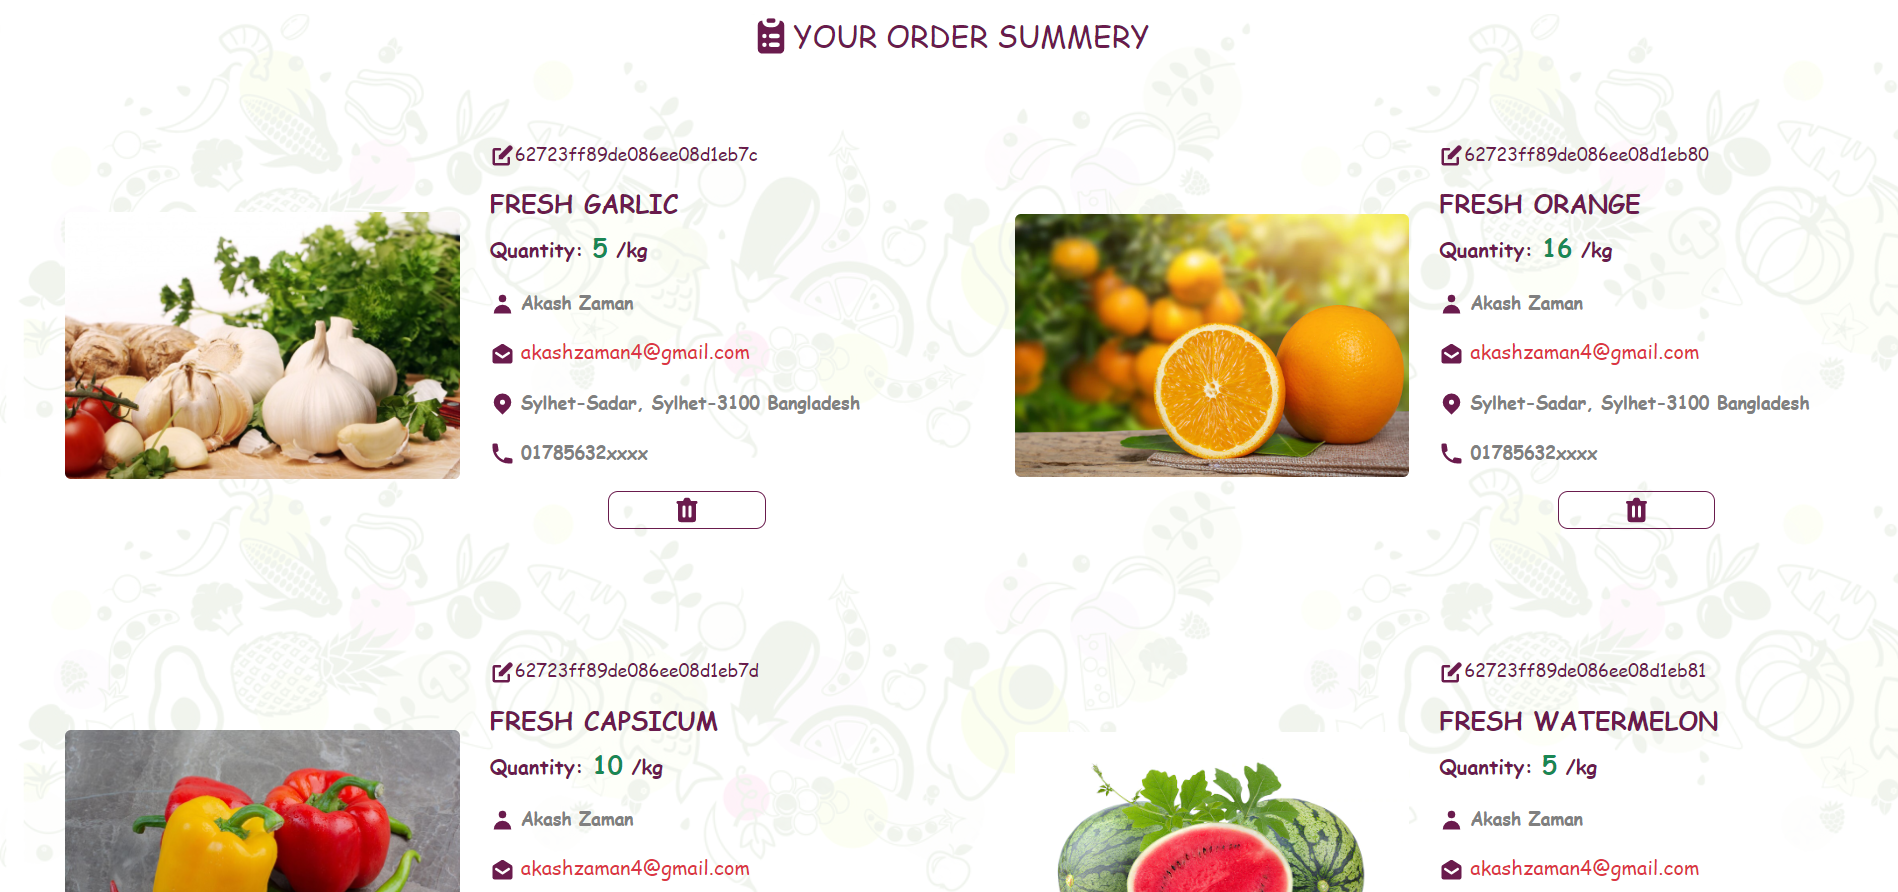 YOUR ORDER SUMMERY
62723ff89de086ee08d1eb7c
FRESH GARLIC
Quantity: 5 /kg
Akash Zaman
akashzaman4@gmail.com
Sylhet-Sadar, Sylhet-3100 Bangladesh
01785632xxxx
62723ff89de086ee08d1eb80
FRESH ORANGE
Quantity: 16 /kg
Akash Zaman
akashzaman4@gmail.com
Sylhet-Sadar, Sylhet-3100 Bangladesh
01785632xxxx
62723ff89de086ee08d1eb7d
FRESH CAPSICUM
Quantity: 10 /kg
Akash Zaman
akashzaman4@gmail.com
62723ff89de086ee08d1eb81
FRESH WATERMELON
Quantity: 5 /kg
Akash Zaman
akashzaman4@gmail.com